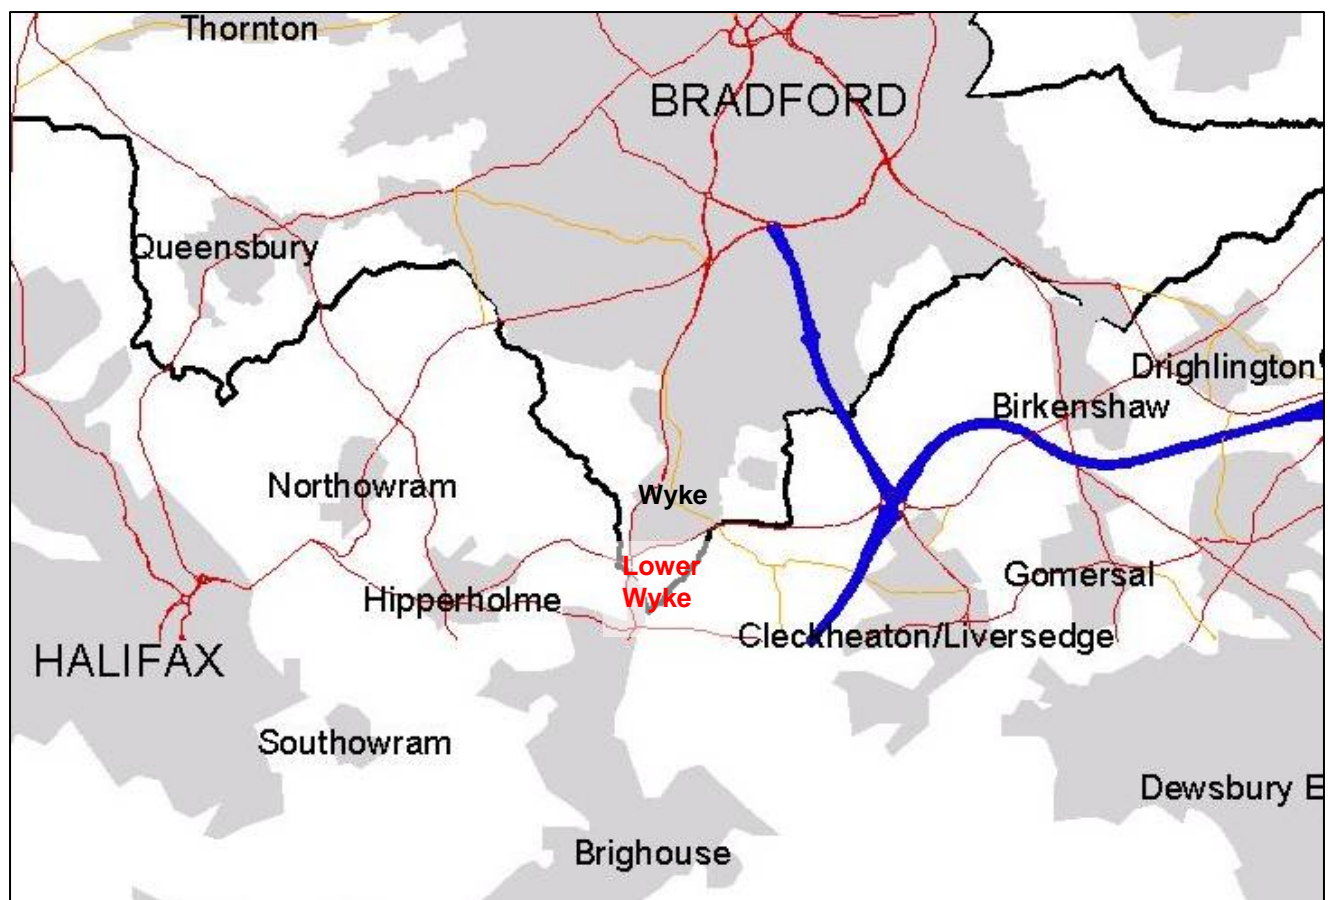 Thornton
BRADFORD
Queensbury
Drighlington
Birkenshaw
Northowram
Wyke
Lower
Wyke
Gomersal
Hipperholme
Cleckheaton/Liversedge
HALIFAX
Southowram
Dewsbury E
Brighouse